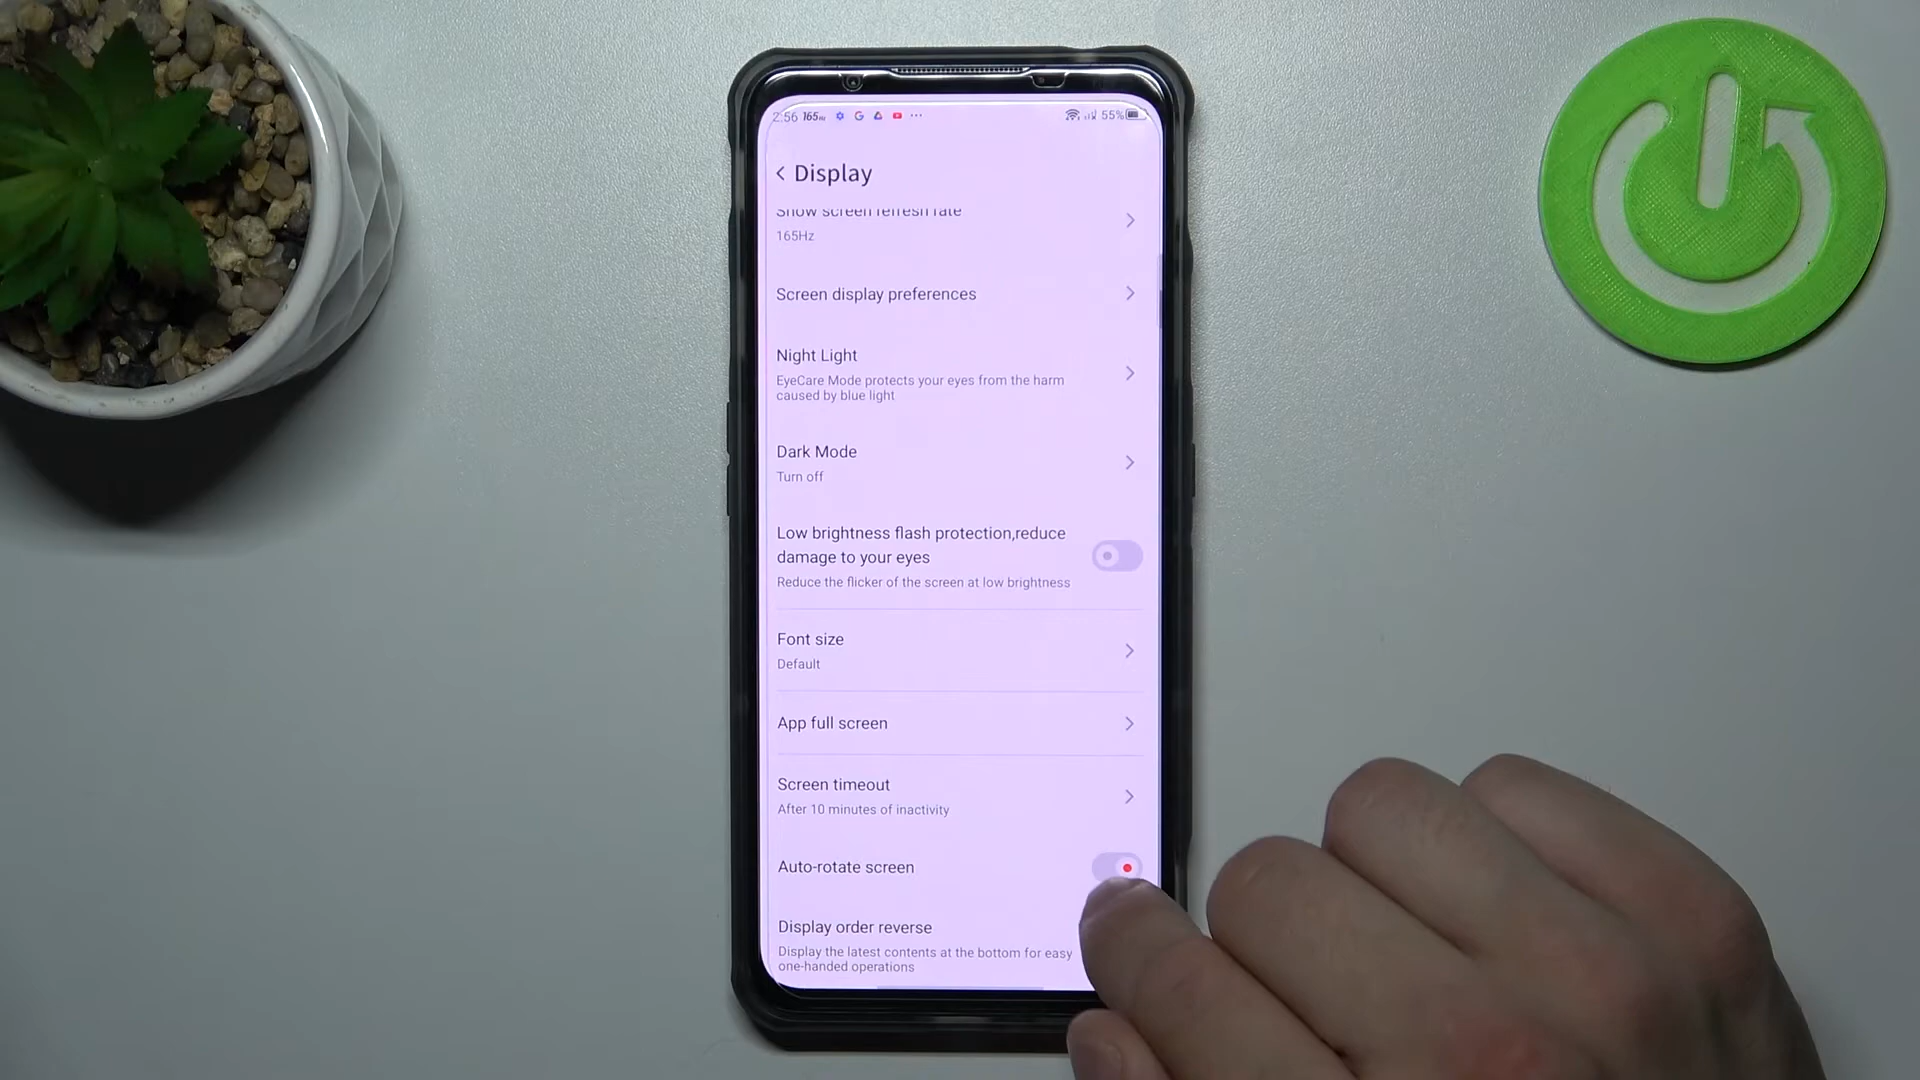 2:56 165Hz 55%
Display
Show screen refresh rate
165Hz
Screen display preferences
Night Light
EyeCare Mode protects your eyes from the harm
caused by blue light
Dark Mode
Turn off
Low brightness flash protection,reduce
damage to your eyes
Reduce the flicker of the screen at low brightness
Font size
Default
App full screen
Screen timeout
After 10 minutes of inactivity
Auto-rotate screen
Display order reverse
Display the latest contents at the bottom for easy
one-handed operations